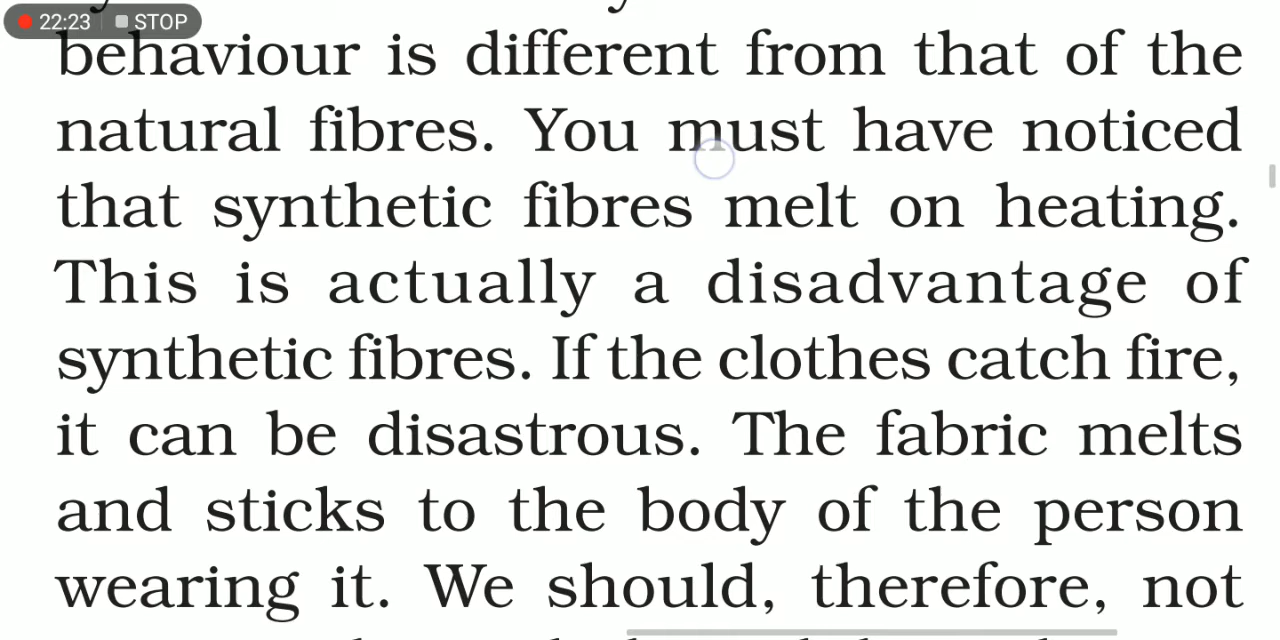 22:23 STOP
behaviour is different from that of the
natural fibres. You must have noticed
that synthetic fibres melt on heating.
This is actually a disadvantage of
synthetic fibres. If the clothes catch fire,
it can be disastrous. The fabric melts
and sticks to the body of the person
wearing it. We should, therefore, not